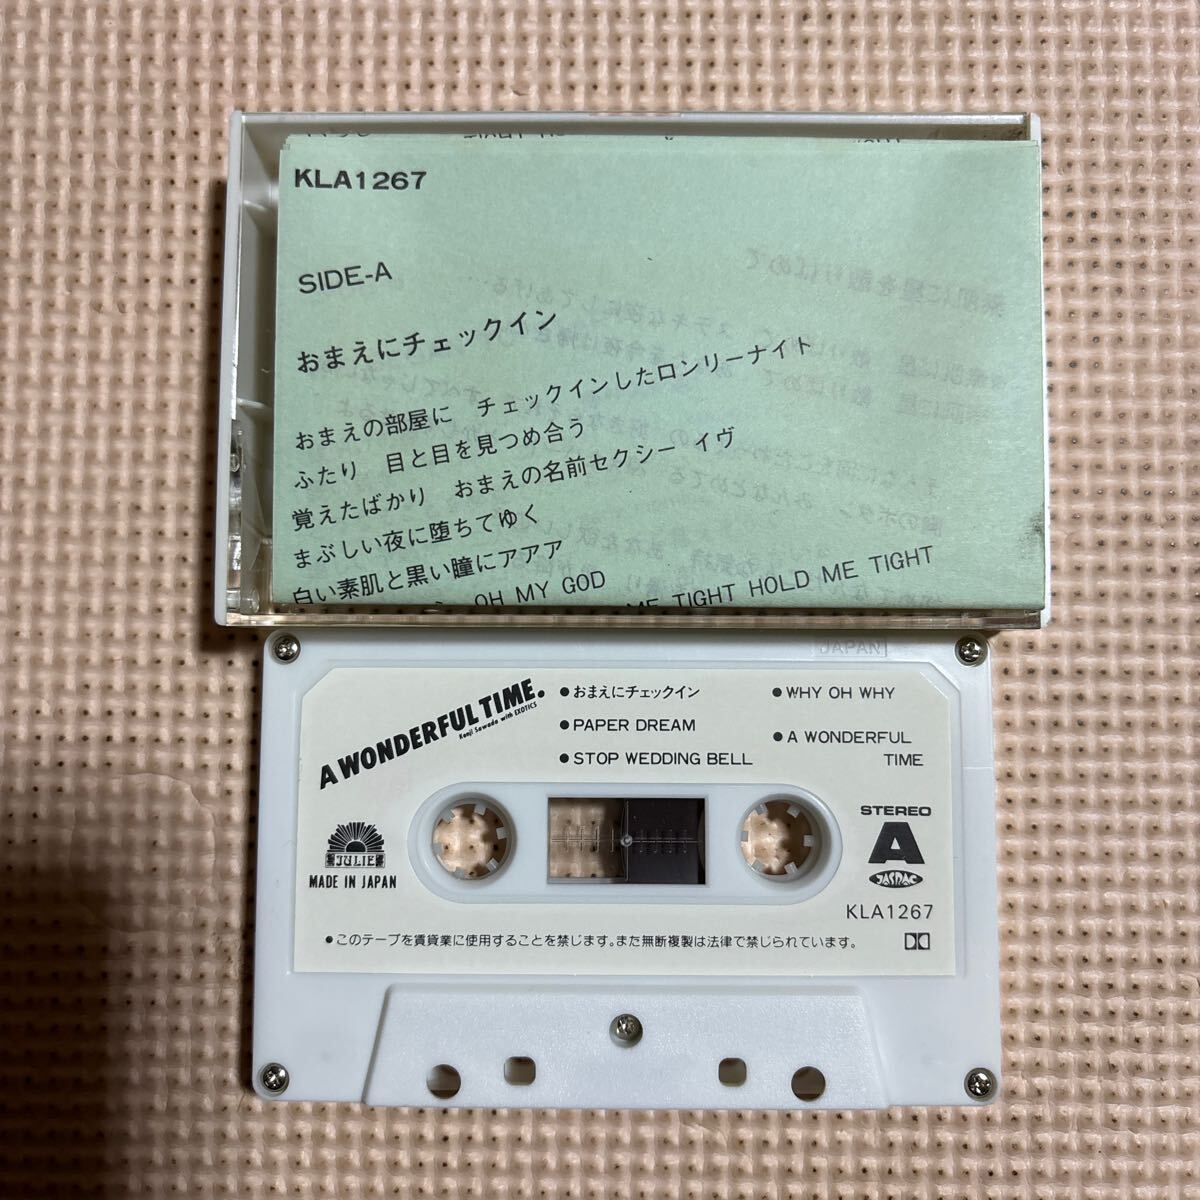 KLA1267
SIDE-A
おまえにチェックイン
おまえの部屋に　チェックインしたロンリーナイト
ふたり　目と目を見つめ合う
覚えたばかり　おまえの名前セクシー イヴ
まぶしい夜に堕ちてゆく
白い素肌と黒い瞳にアアア
OH MY GOD
ME TIGHT HOLD ME TIGHT
JAPAN
A WONDERFUL TIME.
Kenji Sawada with EXOTICS
●おまえにチェックイン
●PAPER DREAM
●STOP WEDDING BELL
●WHY OH WHY
●A WONDERFUL
TIME
JULIE
MADE IN JAPAN
STEREO
A
JASRAC
KLA1267
●このテープを賃貸業に使用することを禁じます。また無断複製は法律で禁じられています。